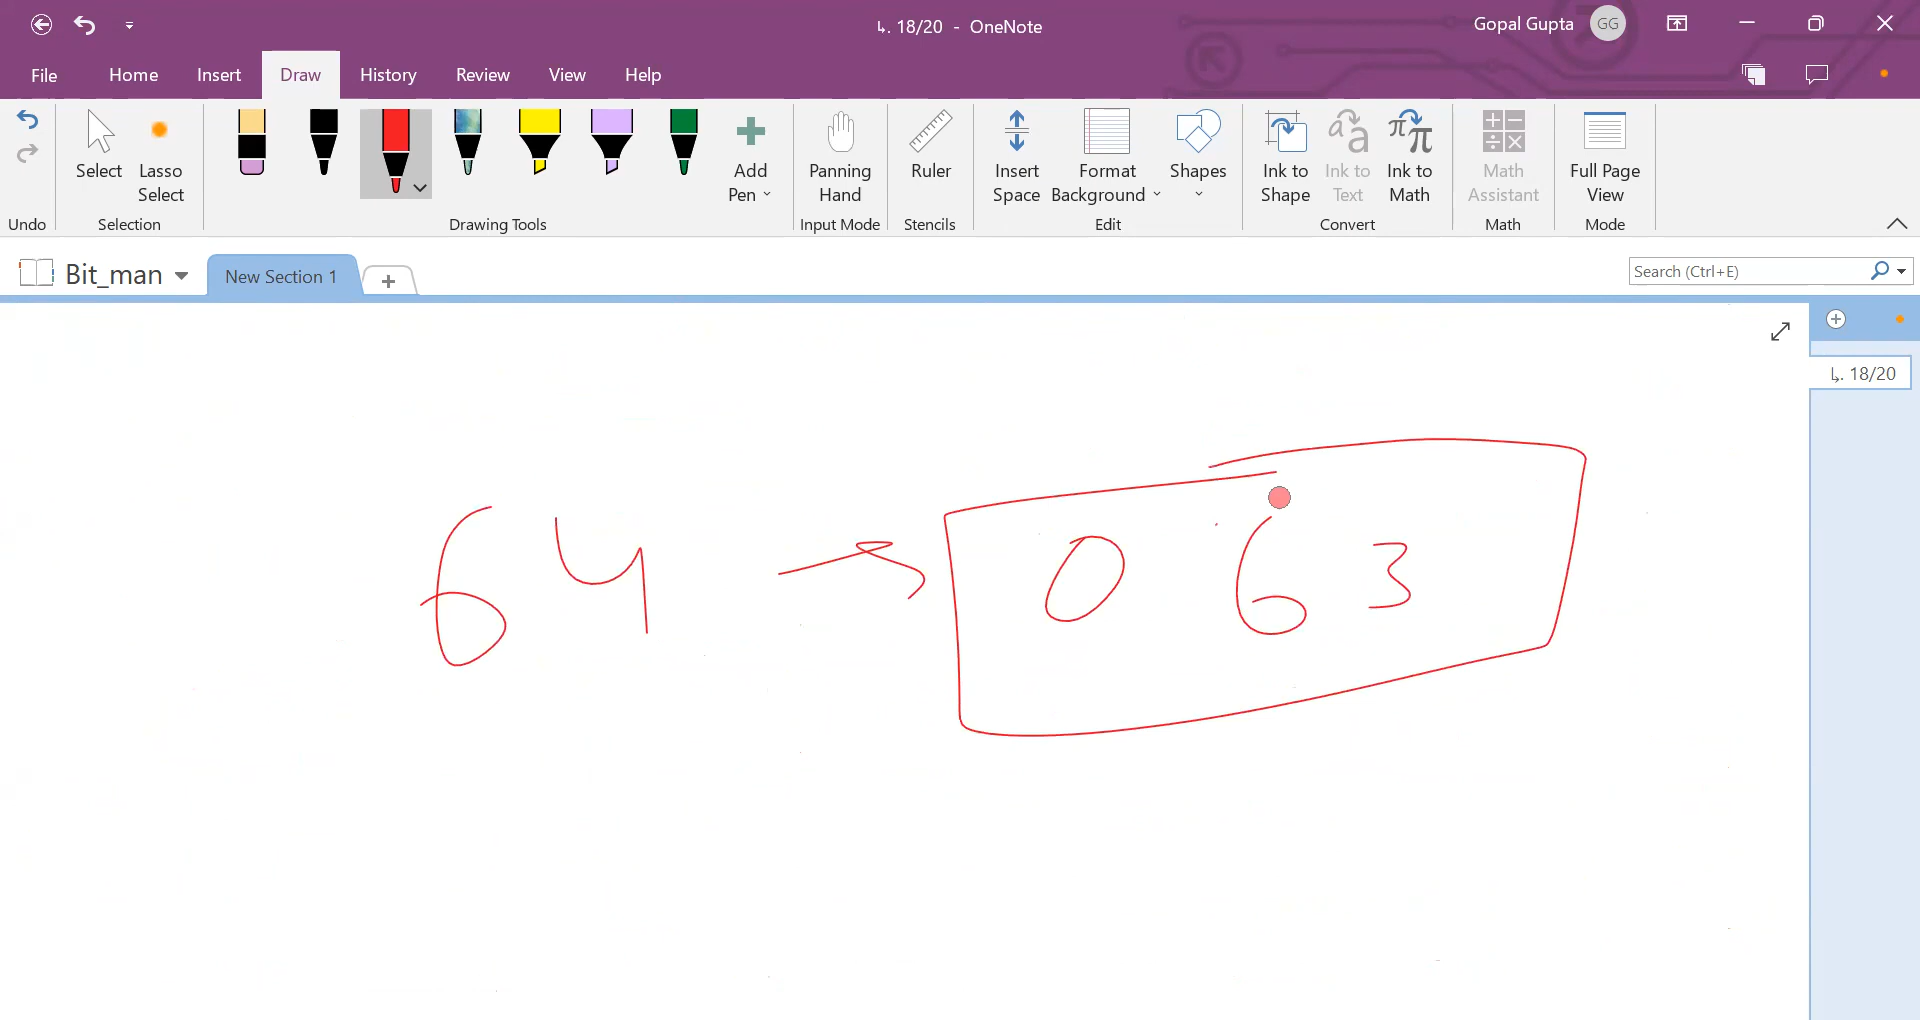 ↳. 18/20 - OneNote
Gopal Gupta GG
File Home Insert Draw History Review View Help
Select
Lasso Select
Add Pen
Panning Hand
Ruler
Insert Space
Format Background
Shapes
Ink to Shape
Ink to Text
Ink to Math
Math Assistant
Full Page View
Undo Selection Drawing Tools Input Mode Stencils Edit Convert Math Mode
Bit_man New Section 1 + Search (Ctrl+E)
↳. 18/20
64 → 0 63